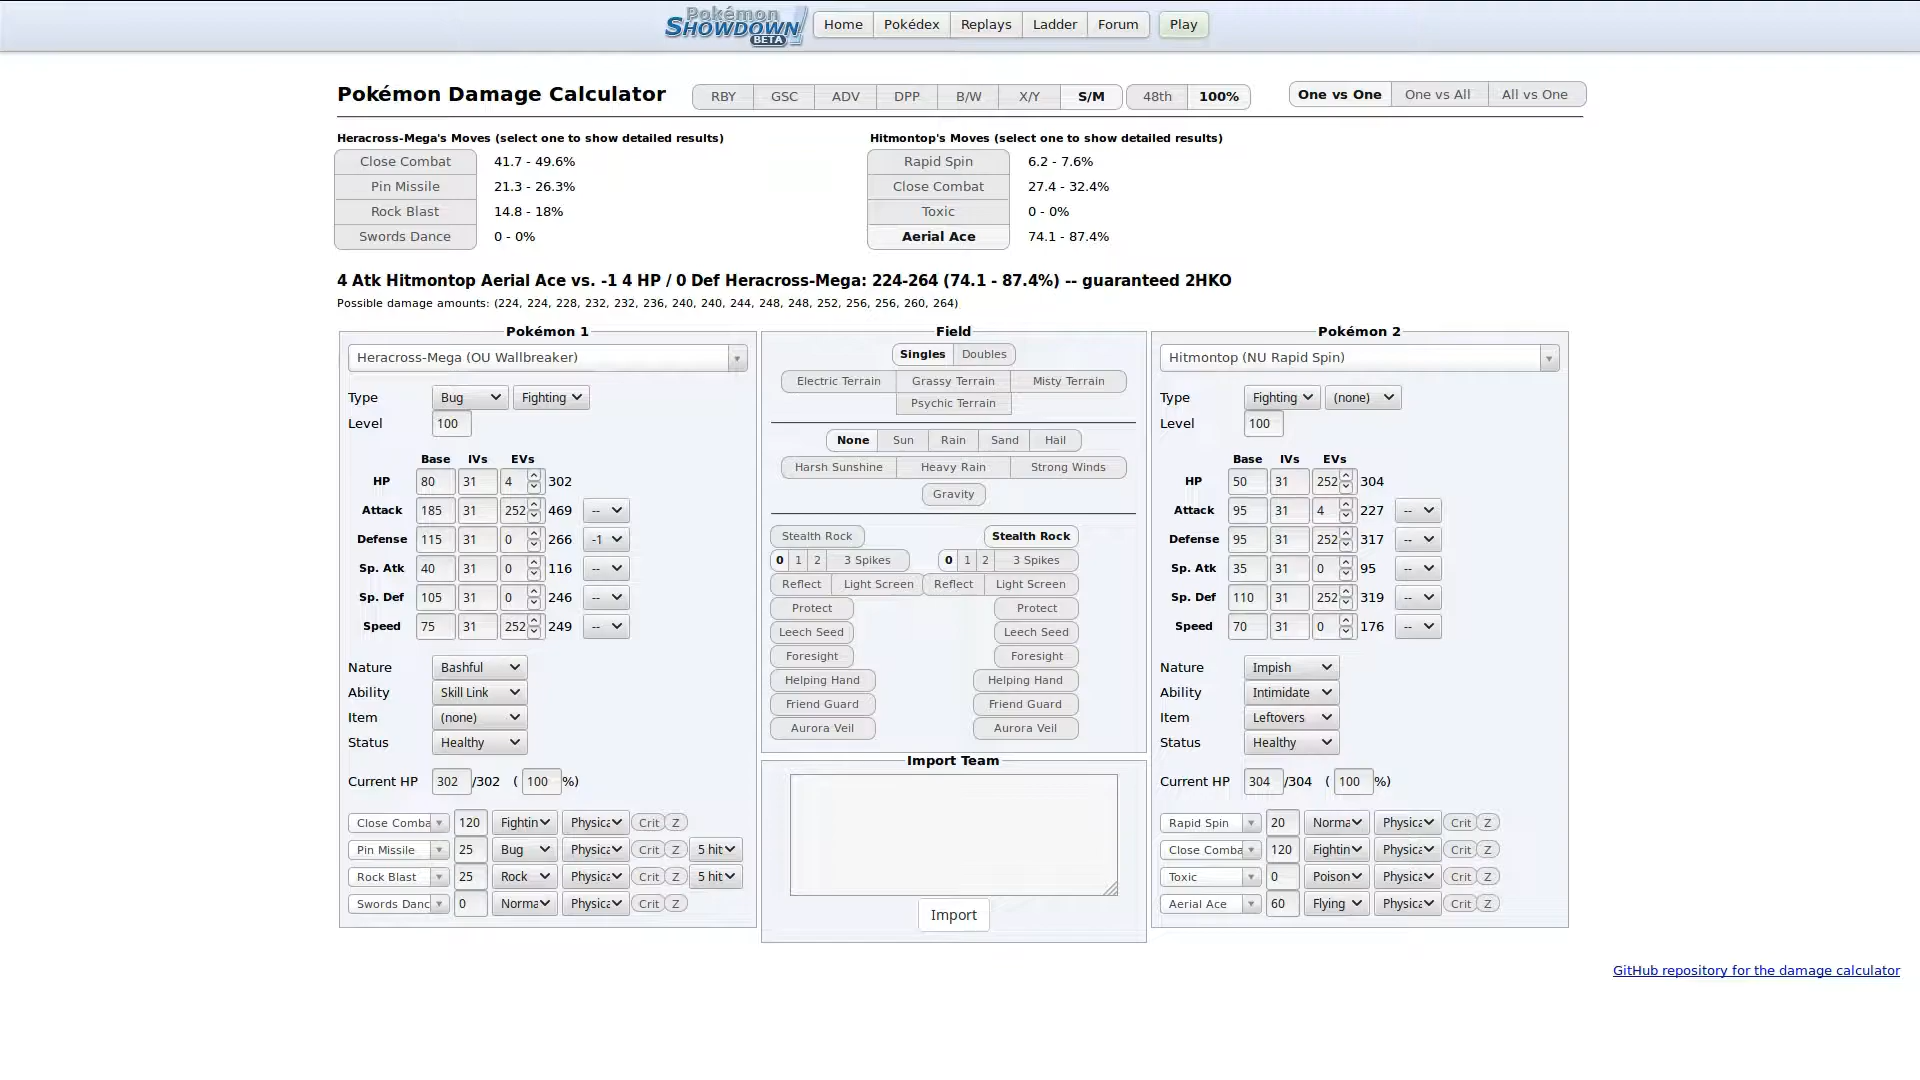 Pokémon SHOWDOWN! BETA
Home Pokédex Replays Ladder Forum Play
Pokémon Damage Calculator RBY GSC ADV DPP B/W X/Y S/M 48th 100% One vs One One vs All All vs One
Heracross-Mega's Moves (select one to show detailed results) Hitmontop's Moves (select one to show detailed results)
Close Combat 41.7 - 49.6% Rapid Spin 6.2 - 7.6%
Pin Missile 21.3 - 26.3% Close Combat 27.4 - 32.4%
Rock Blast 14.8 - 18% Toxic 0 - 0%
Swords Dance 0 - 0% Aerial Ace 74.1 - 87.4%
4 Atk Hitmontop Aerial Ace vs. -1 4 HP / 0 Def Heracross-Mega: 224-264 (74.1 - 87.4%) -- guaranteed 2HKO
Possible damage amounts: (224, 224, 228, 232, 232, 236, 240, 240, 244, 248, 248, 252, 256, 256, 260, 264)
Pokémon 1
Heracross-Mega (OU Wallbreaker)
Type Bug Fighting
Level 100
Base IVs EVs
HP 80 31 4 302
Attack 185 31 252 469 --
Defense 115 31 0 266 -1
Sp. Atk 40 31 0 116 --
Sp. Def 105 31 0 246 --
Speed 75 31 252 249 --
Nature Bashful
Ability Skill Link
Item (none)
Status Healthy
Current HP 302 /302 ( 100 %)
Close Comba 120 Fightin Physica Crit Z
Pin Missile 25 Bug Physica Crit Z 5 hit
Rock Blast 25 Rock Physica Crit Z 5 hit
Swords Danc 0 Norma Physica Crit Z
Field
Singles Doubles
Electric Terrain Grassy Terrain Misty Terrain
Psychic Terrain
None Sun Rain Sand Hail
Harsh Sunshine Heavy Rain Strong Winds
Gravity
Stealth Rock Stealth Rock
0 1 2 3 Spikes 0 1 2 3 Spikes
Reflect Light Screen Reflect Light Screen
Protect Protect
Leech Seed Leech Seed
Foresight Foresight
Helping Hand Helping Hand
Friend Guard Friend Guard
Aurora Veil Aurora Veil
Import Team
Import
Pokémon 2
Hitmontop (NU Rapid Spin)
Type Fighting (none)
Level 100
Base IVs EVs
HP 50 31 252 304
Attack 95 31 4 227 --
Defense 95 31 252 317 --
Sp. Atk 35 31 0 95 --
Sp. Def 110 31 252 319 --
Speed 70 31 0 176 --
Nature Impish
Ability Intimidate
Item Leftovers
Status Healthy
Current HP 304 /304 ( 100 %)
Rapid Spin 20 Norma Physica Crit Z
Close Comba 120 Fightin Physica Crit Z
Toxic 0 Poison Physica Crit Z
Aerial Ace 60 Flying Physica Crit Z
GitHub repository for the damage calculator